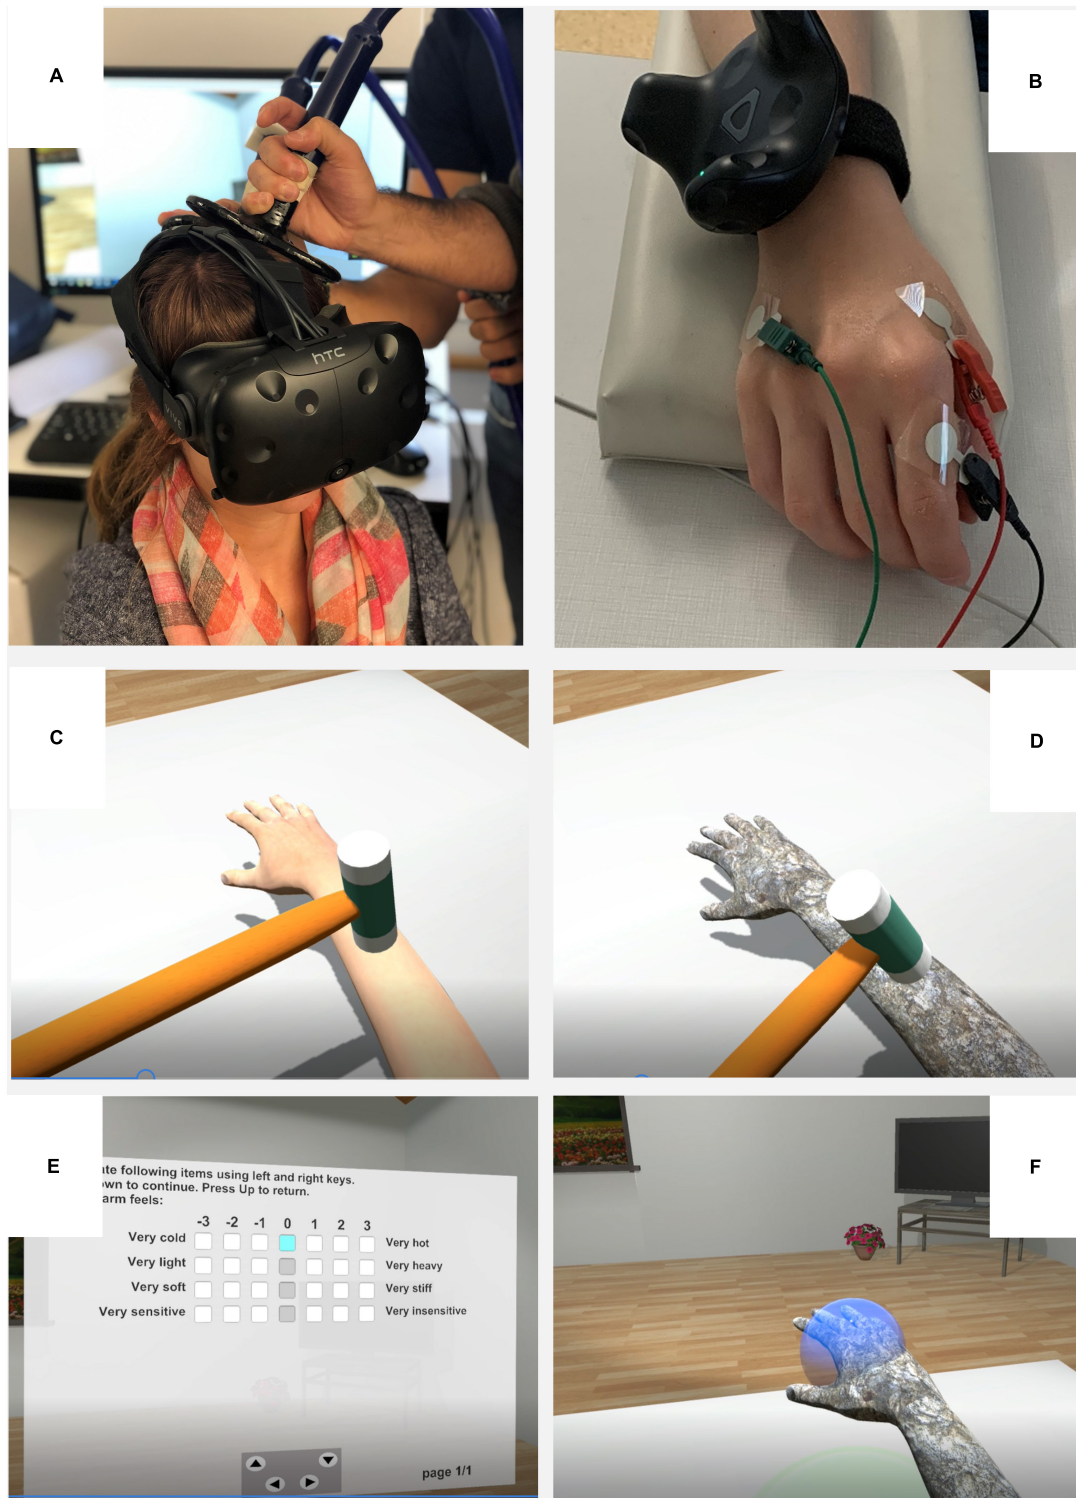 A
B
hTC
VIVE
C
D
E
F
ate following items using left and right keys.
own to continue. Press Up to return.
arm feels:
-3 -2 -1 0 1 2 3
Very cold Very hot
Very light Very heavy
Very soft Very stiff
Very sensitive Very insensitive
page 1/1